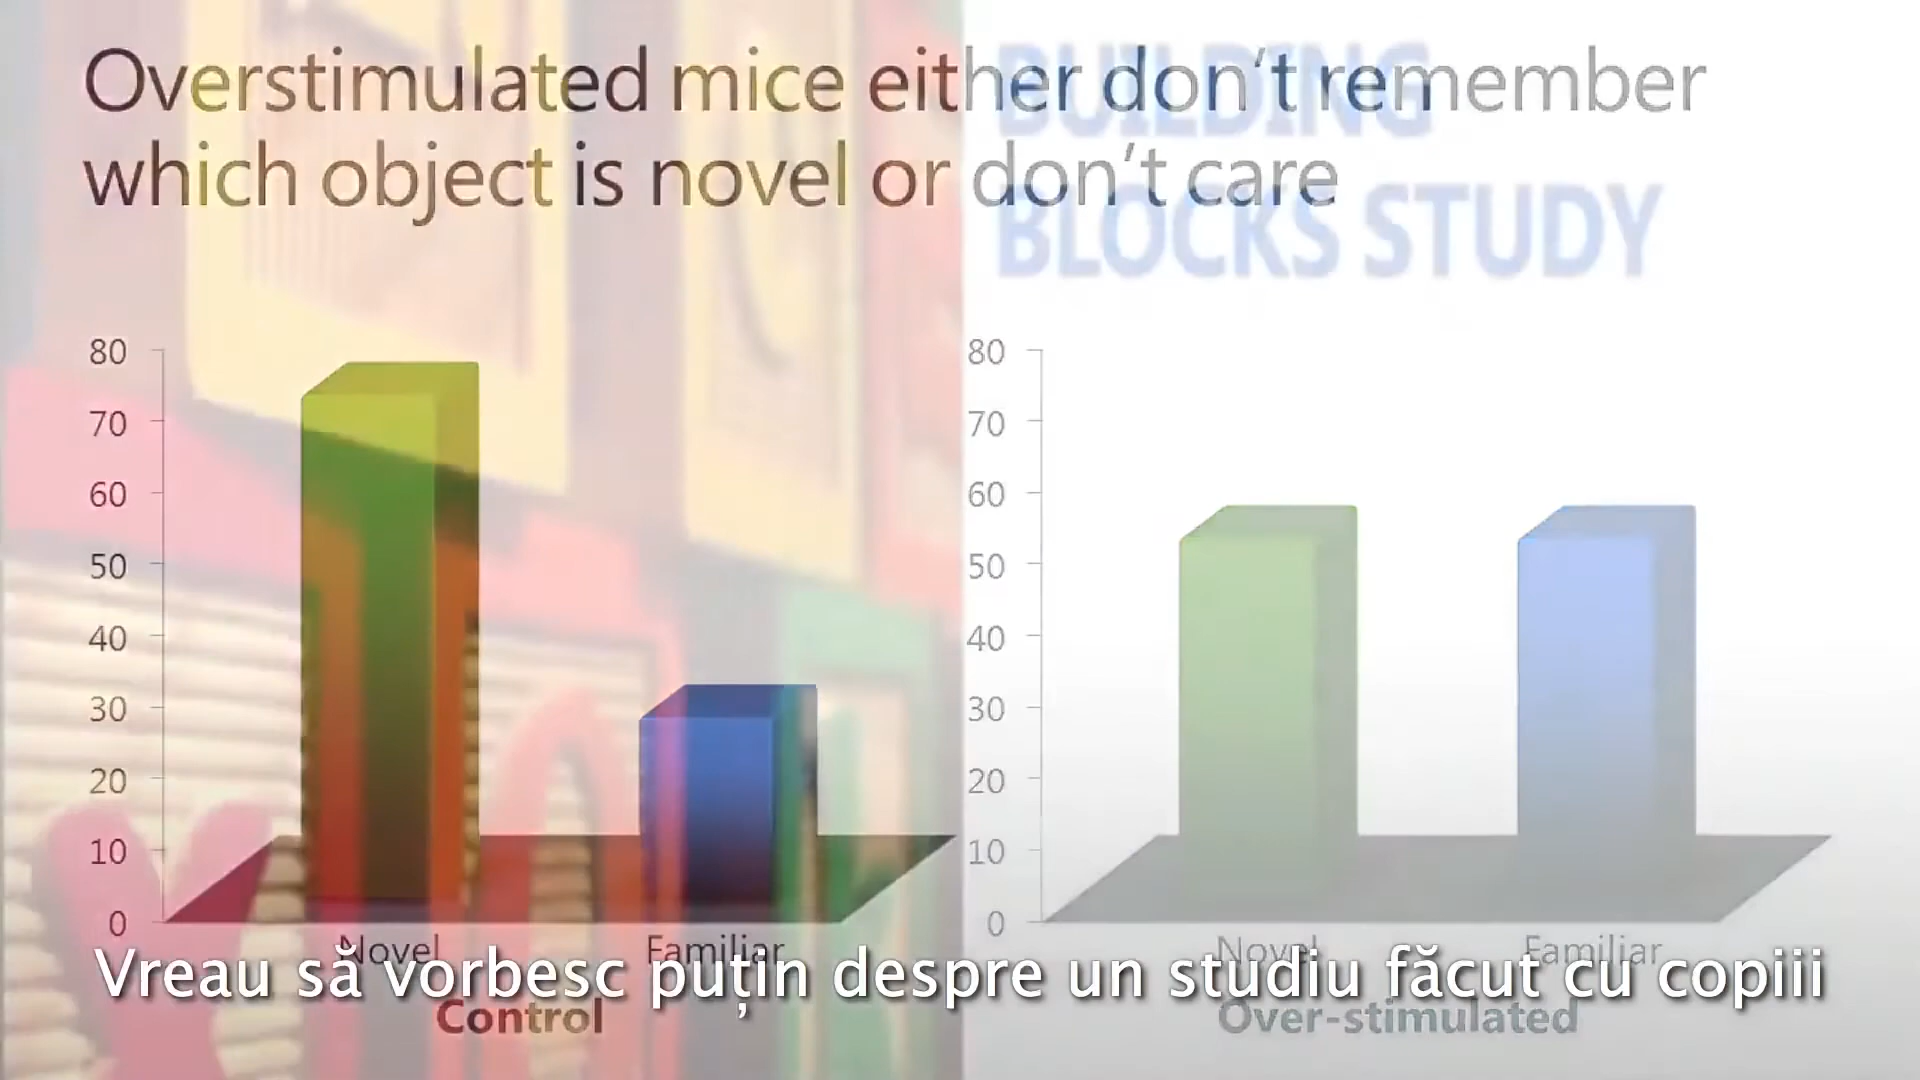 Overstimulated mice either don't remember
which object is novel or don't care
BUILDING
BLOCKS STUDY
80
70
60
50
40
30
20
10
0
Novel
Familiar
Control
80
70
60
50
40
30
20
10
0
Novel
Familiar
Over-stimulated
Vreau să vorbesc puțin despre un studiu făcut cu copiii